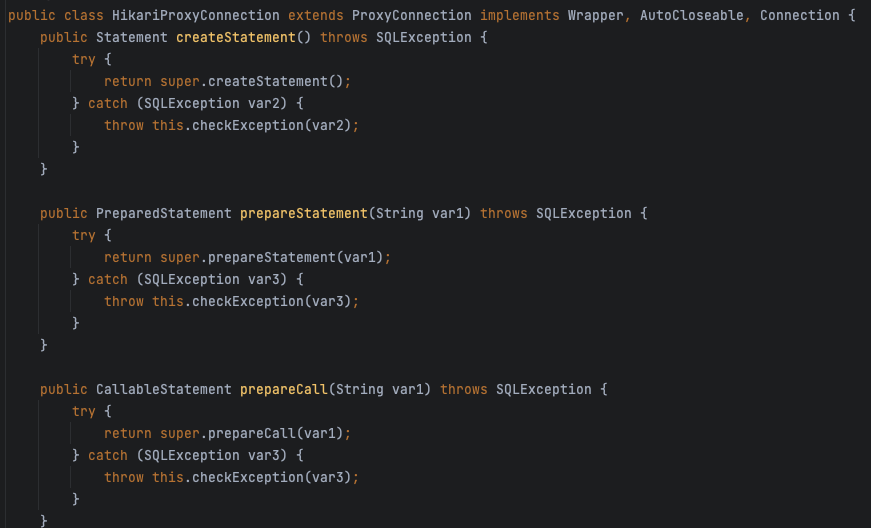 public class HikariProxyConnection extends ProxyConnection implements Wrapper, AutoCloseable, Connection {
    public Statement createStatement() throws SQLException {
        try {
            return super.createStatement();
        } catch (SQLException var2) {
            throw this.checkException(var2);
        }
    }

    public PreparedStatement prepareStatement(String var1) throws SQLException {
        try {
            return super.prepareStatement(var1);
        } catch (SQLException var3) {
            throw this.checkException(var3);
        }
    }

    public CallableStatement prepareCall(String var1) throws SQLException {
        try {
            return super.prepareCall(var1);
        } catch (SQLException var3) {
            throw this.checkException(var3);
        }
    }